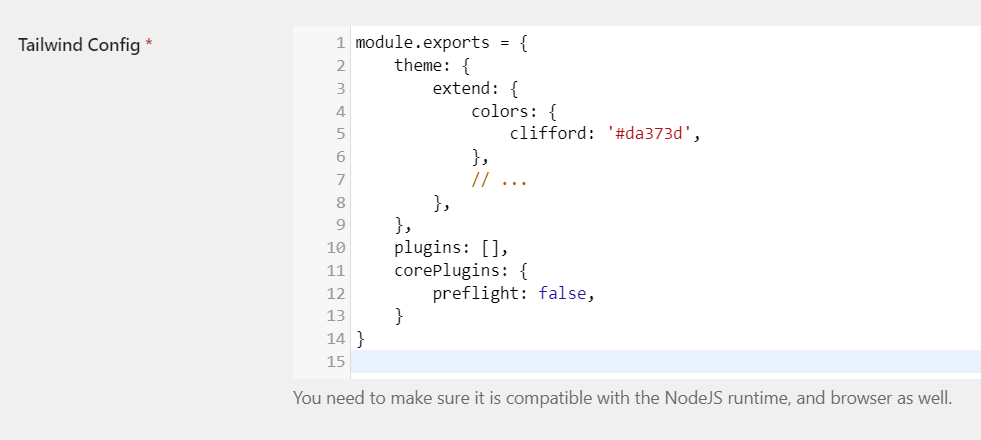 Tailwind Config *
1 module.exports = {
2     theme: {
3         extend: {
4             colors: {
5                 clifford: '#da373d',
6             },
7             // ...
8         },
9     },
10     plugins: [],
11     corePlugins: {
12         preflight: false,
13     }
14 }
15
You need to make sure it is compatible with the NodeJS runtime, and browser as well.